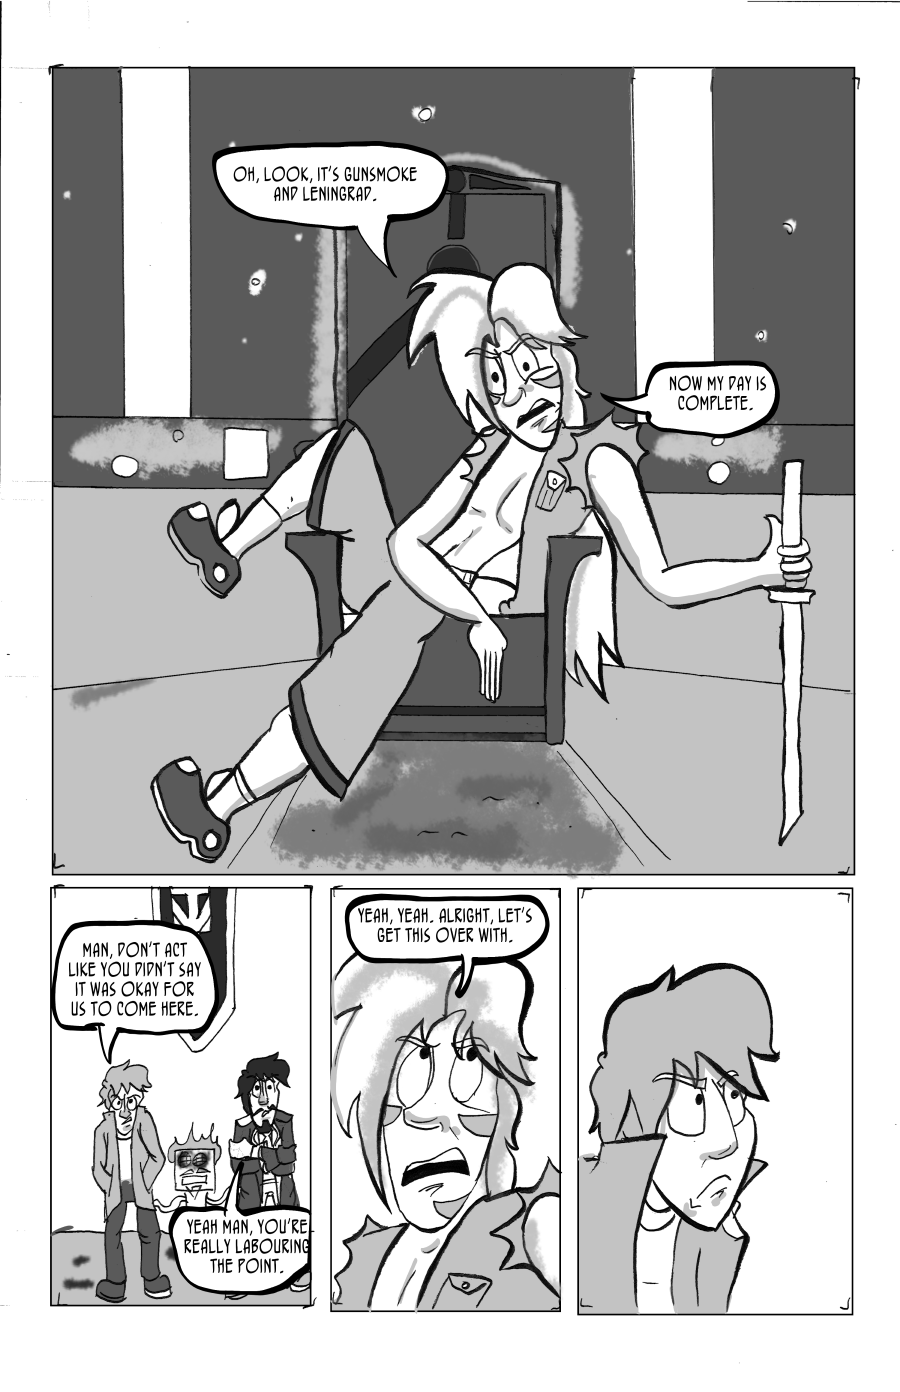 OH, LOOK, IT'S GUNSMOKE
AND LENINGRAD.
NOW MY DAY IS
COMPLETE.
MAN, DON'T ACT
LIKE YOU DIDN'T SAY
IT WAS OKAY FOR
US TO COME HERE.
YEAH MAN, YOU'RE
REALLY LABOURING
THE POINT.
YEAH, YEAH. ALRIGHT, LET'S
GET THIS OVER WITH.